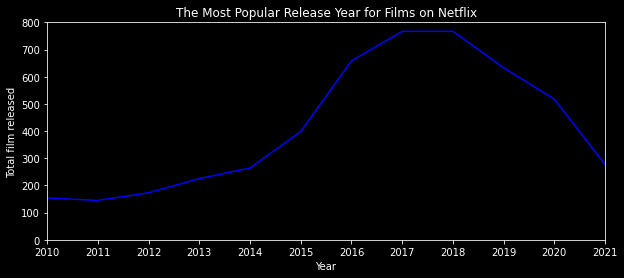 The Most Popular Release Year for Films on Netflix
800
700
600
500
400
300
200
100
0
Total film released
2010 2011 2012 2013 2014 2015 2016 2017 2018 2019 2020 2021
Year